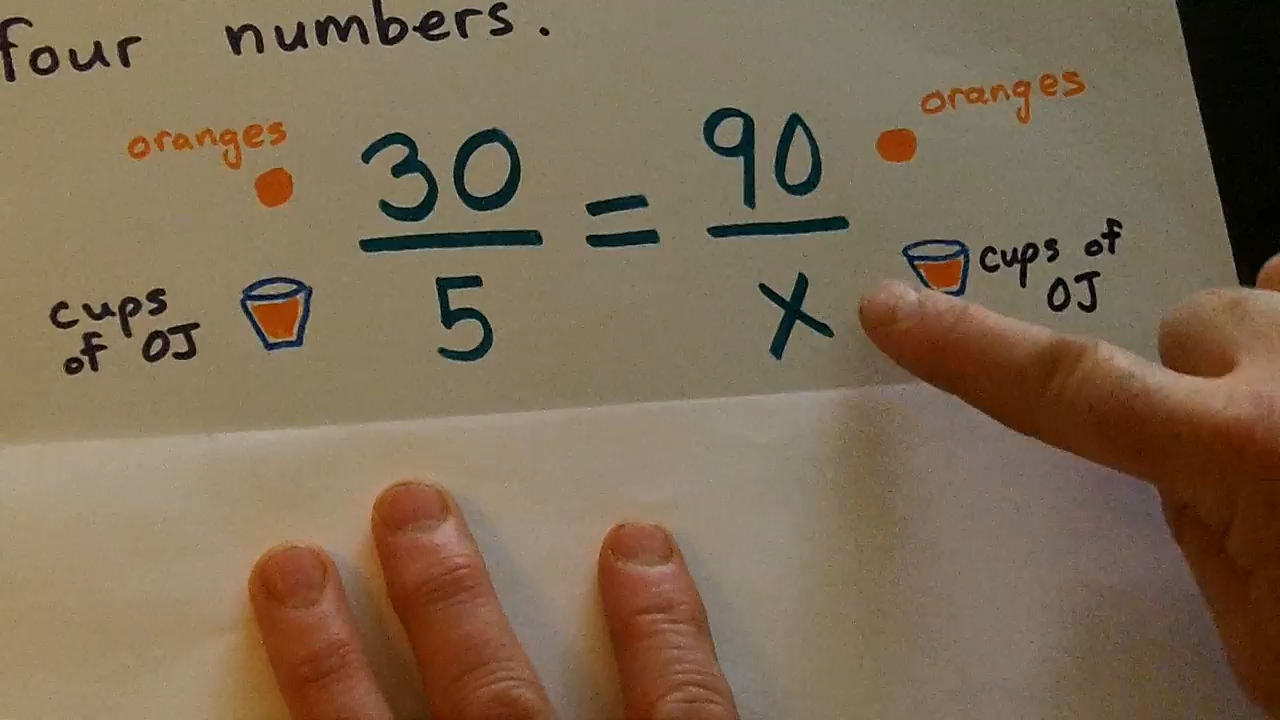 four numbers.
oranges
oranges
30 = 90
5 x
cups of OJ
cups
of OJ